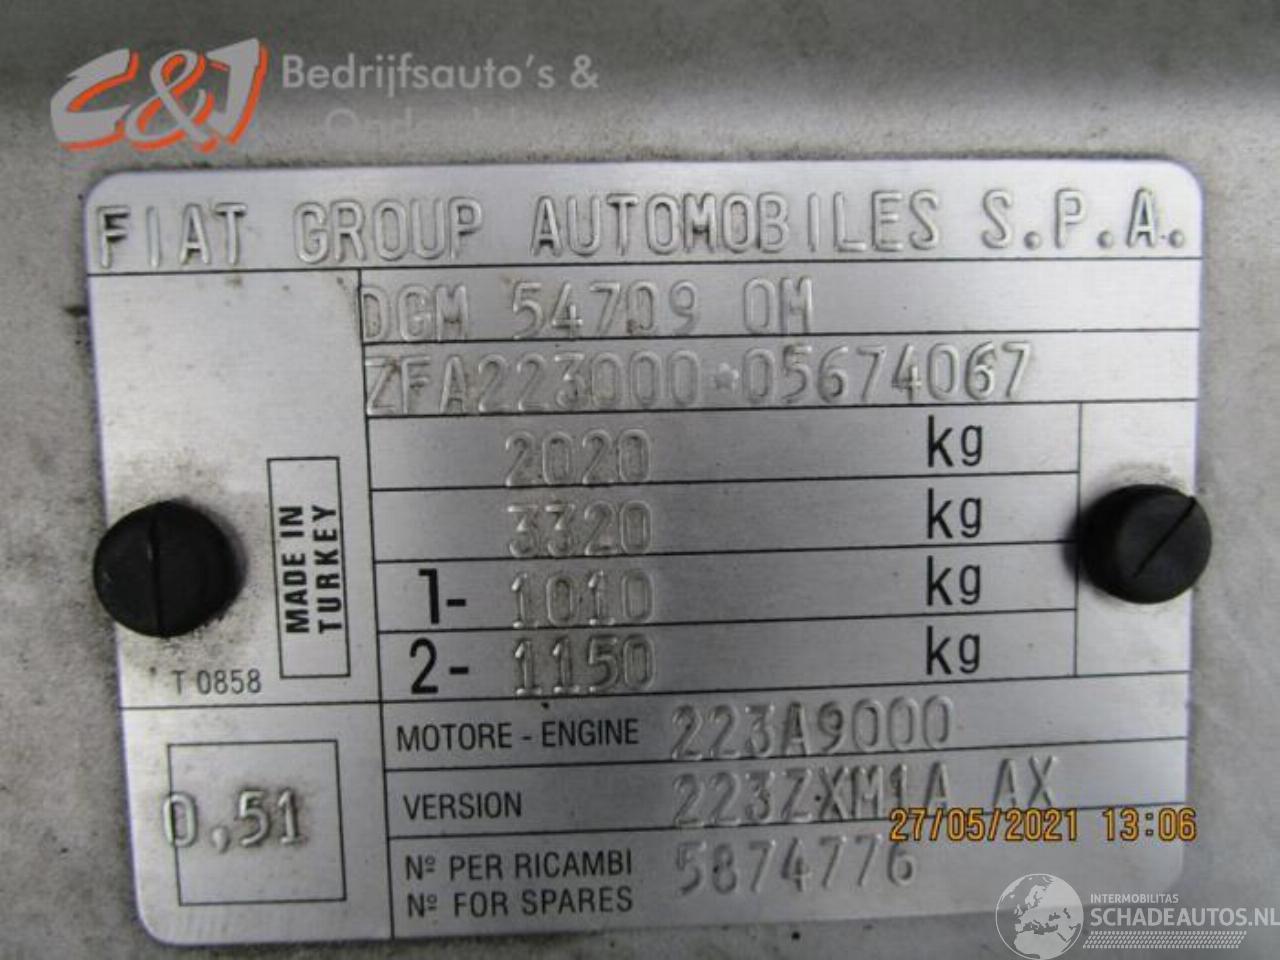 C&J Bedrijfsauto's &
FIAT GROUP AUTOMOBILES S.P.A.
DGM 54709 OM
ZFA223000*05674067
2020 kg
3320 kg
1- 1010 kg
2- 1150 kg
MADE IN
TURKEY
T 0858
MOTORE - ENGINE 223A9000
VERSION 223ZXM1A AX
0,51
Nº PER RICAMBI 5874776
Nº FOR SPARES
27/05/2021 13:06
INTERMOBILITAS
SCHADEAUTOS.NL